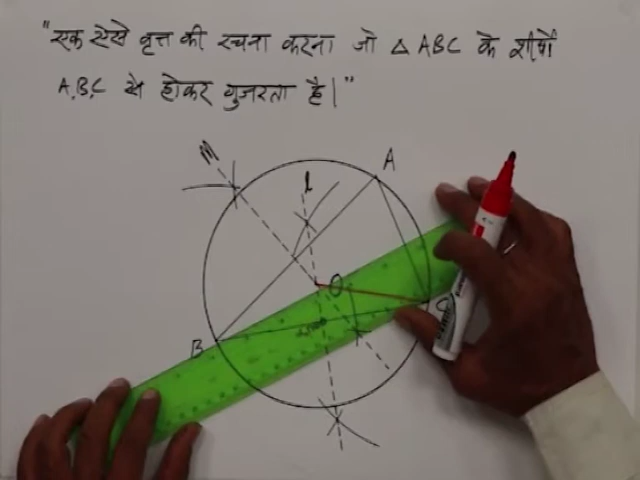 "एक ऐसे वृत्त की रचना करना जो △ ABC के शीर्षों
A,B,C से होकर गुजरता है।"
M
l
A
O
B